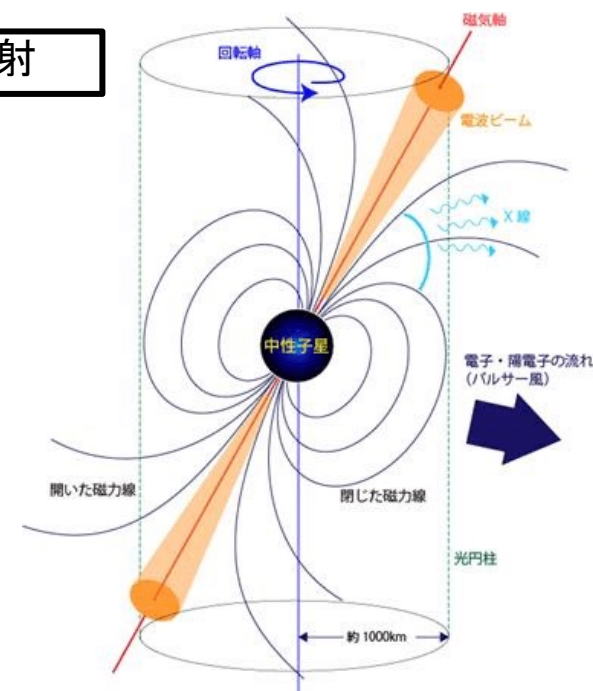 射
磁気軸
回転軸
電波ビーム
X 線
中性子星
電子・陽電子の流れ
(パルサー風)
開いた磁力線
閉じた磁力線
光円柱
約 1000km